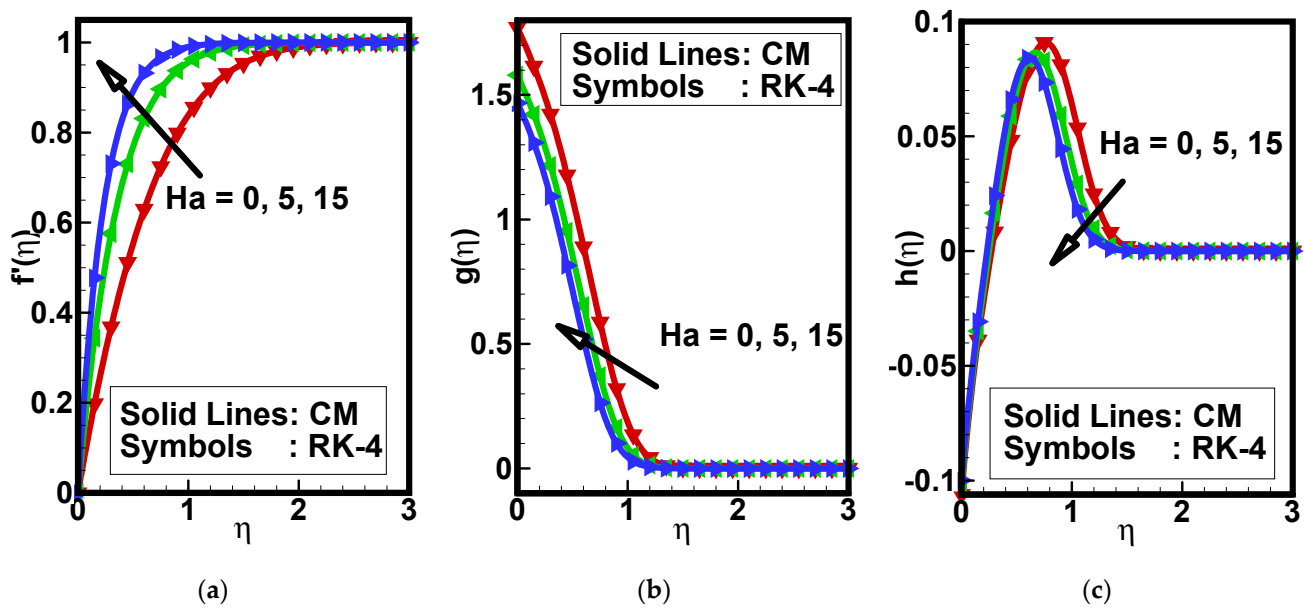 f'(η)
1
0.8
0.6
0.4
0.2
0
Ha = 0, 5, 15
Solid Lines: CM
Symbols : RK-4
0 1 2 3
η
(a)
g(η)
1.5
1
0.5
0
Solid Lines: CM
Symbols : RK-4
Ha = 0, 5, 15
0 1 2 3
η
(b)
h(η)
0.1
0.05
0
-0.05
-0.1
Ha = 0, 5, 15
Solid Lines: CM
Symbols : RK-4
0 1 2 3
η
(c)